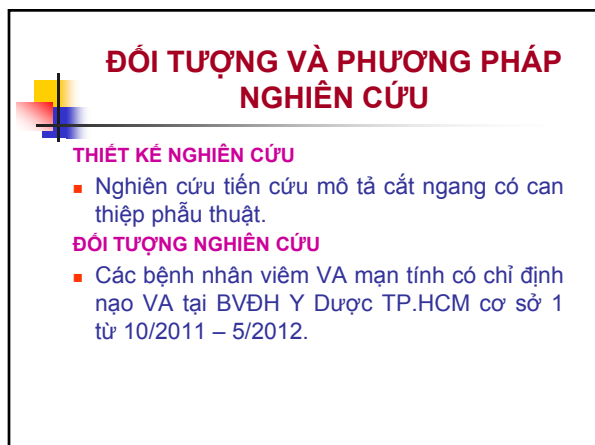 ĐỐI TƯỢNG VÀ PHƯƠNG PHÁP
NGHIÊN CỨU
THIẾT KẾ NGHIÊN CỨU
Nghiên cứu tiến cứu mô tả cắt ngang có can
thiệp phẫu thuật.
ĐỐI TƯỢNG NGHIÊN CỨU
Các bệnh nhân viêm VA mạn tính có chỉ định
nạo VA tại BVĐH Y Dược TP.HCM cơ sở 1
từ 10/2011 – 5/2012.